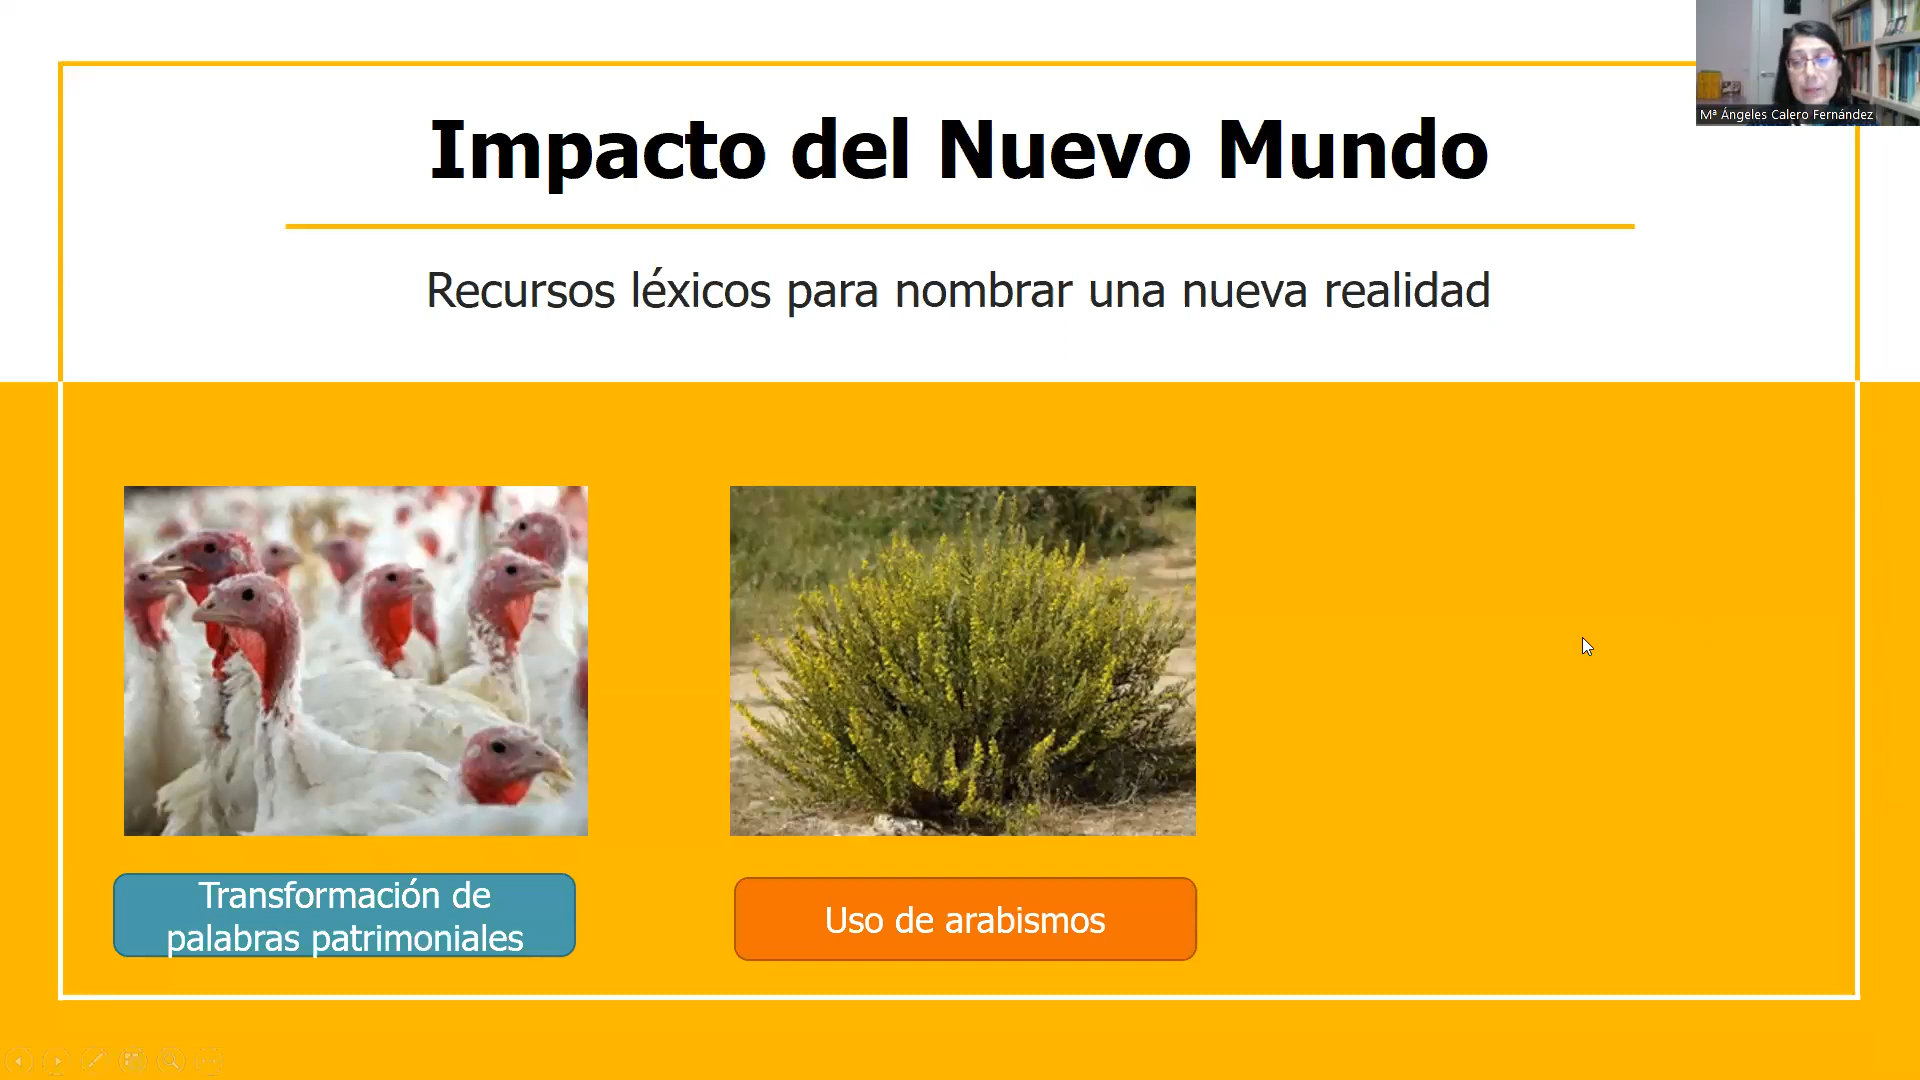 Mª Ángeles Calero Fernández
Impacto del Nuevo Mundo
Recursos léxicos para nombrar una nueva realidad
Transformación de
palabras patrimoniales
Uso de arabismos